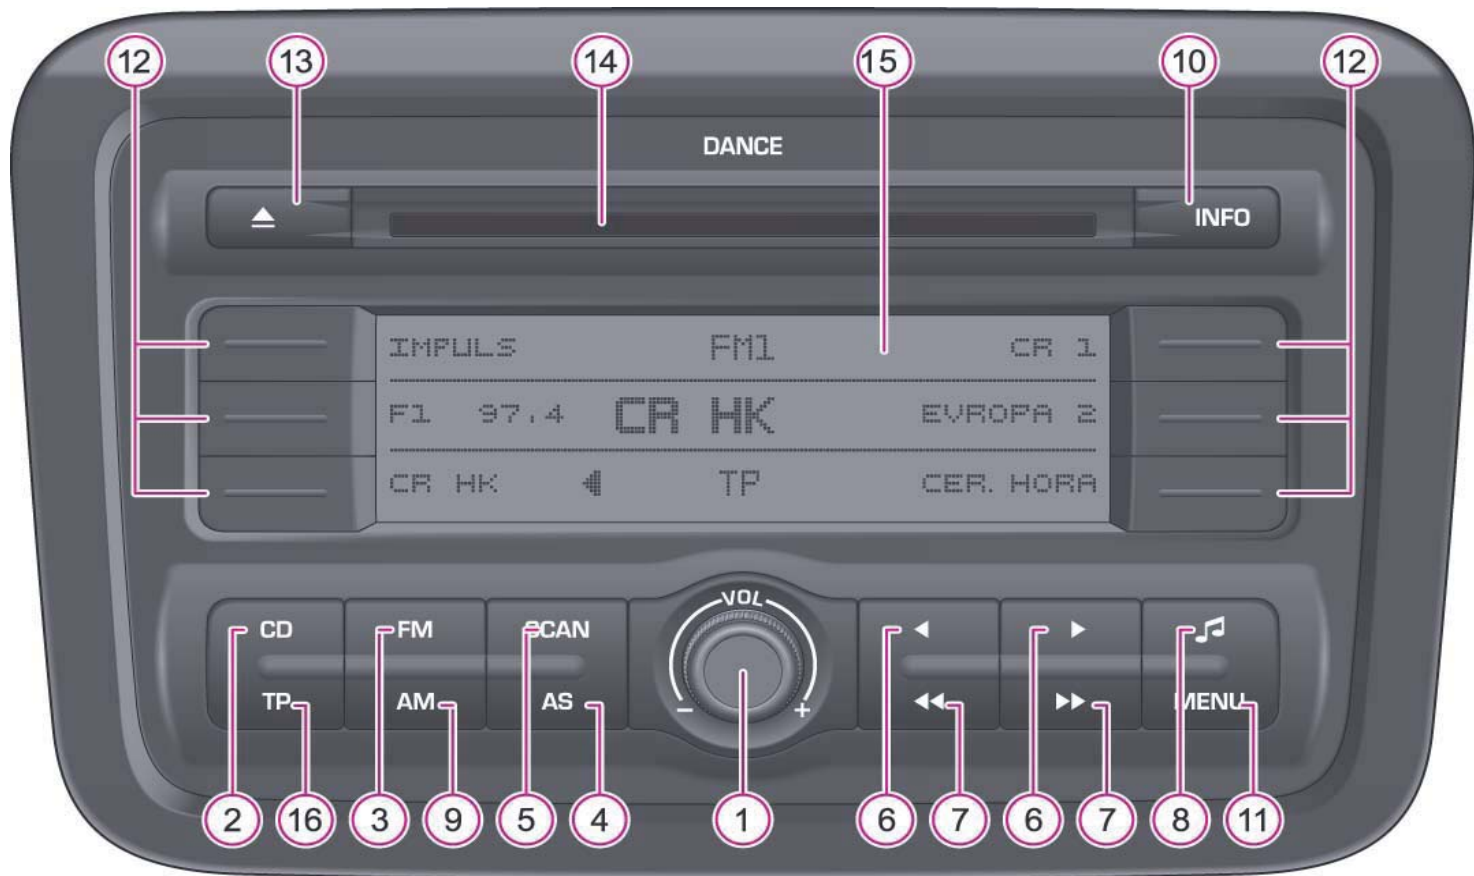 12 13 14 15 10 12
DANCE
INFO
IMPULS FM1 CR 1
F1 97.4 CR HK EVROPA 2
CR HK TP CER. HORA
VOL
CD FM SCAN
- +
TP AM AS MENU
2 16 3 9 5 4 1 6 7 6 7 8 11